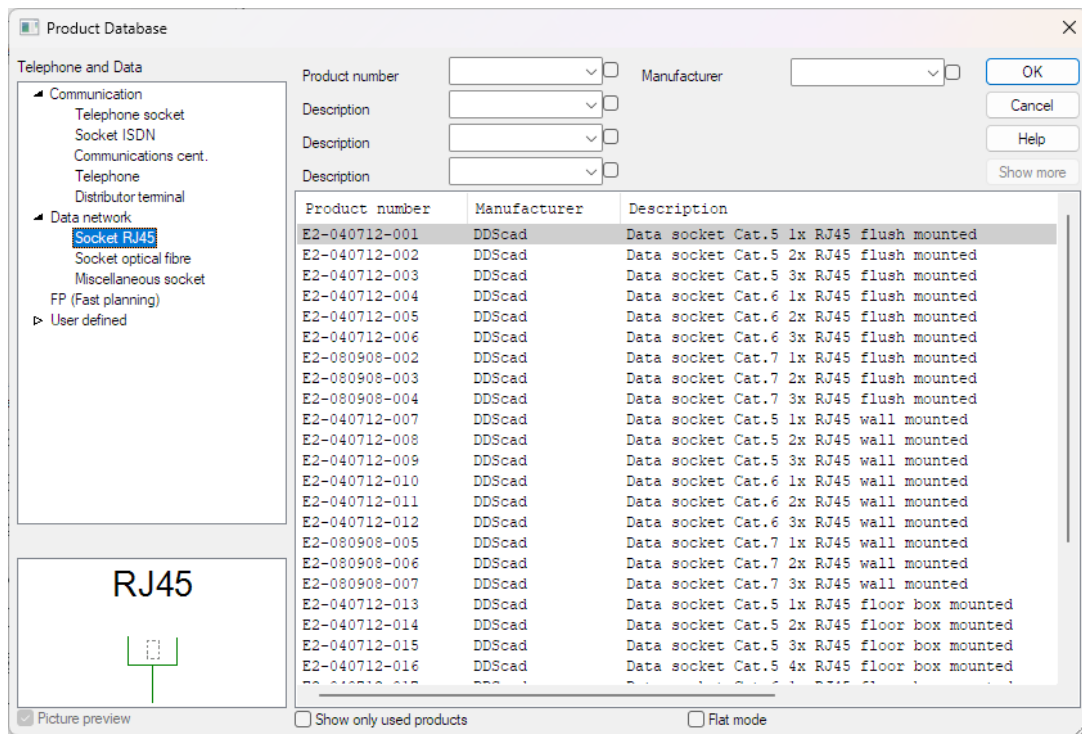 Product Database
Telephone and Data
Communication
Telephone socket
Socket ISDN
Communications cent.
Telephone
Distributor terminal
Data network
Socket RJ45
Socket optical fibre
Miscellaneous socket
FP (Fast planning)
User defined
RJ45
Picture preview
Product number Manufacturer OK
Description Cancel
Description Help
Description Show more
Product number Manufacturer Description
E2-040712-001 DDScad Data socket Cat.5 1x RJ45 flush mounted
E2-040712-002 DDScad Data socket Cat.5 2x RJ45 flush mounted
E2-040712-003 DDScad Data socket Cat.5 3x RJ45 flush mounted
E2-040712-004 DDScad Data socket Cat.6 1x RJ45 flush mounted
E2-040712-005 DDScad Data socket Cat.6 2x RJ45 flush mounted
E2-040712-006 DDScad Data socket Cat.6 3x RJ45 flush mounted
E2-080908-002 DDScad Data socket Cat.7 1x RJ45 flush mounted
E2-080908-003 DDScad Data socket Cat.7 2x RJ45 flush mounted
E2-080908-004 DDScad Data socket Cat.7 3x RJ45 flush mounted
E2-040712-007 DDScad Data socket Cat.5 1x RJ45 wall mounted
E2-040712-008 DDScad Data socket Cat.5 2x RJ45 wall mounted
E2-040712-009 DDScad Data socket Cat.5 3x RJ45 wall mounted
E2-040712-010 DDScad Data socket Cat.6 1x RJ45 wall mounted
E2-040712-011 DDScad Data socket Cat.6 2x RJ45 wall mounted
E2-040712-012 DDScad Data socket Cat.6 3x RJ45 wall mounted
E2-080908-005 DDScad Data socket Cat.7 1x RJ45 wall mounted
E2-080908-006 DDScad Data socket Cat.7 2x RJ45 wall mounted
E2-080908-007 DDScad Data socket Cat.7 3x RJ45 wall mounted
E2-040712-013 DDScad Data socket Cat.5 1x RJ45 floor box mounted
E2-040712-014 DDScad Data socket Cat.5 2x RJ45 floor box mounted
E2-040712-015 DDScad Data socket Cat.5 3x RJ45 floor box mounted
E2-040712-016 DDScad Data socket Cat.5 4x RJ45 floor box mounted
Show only used products Flat mode